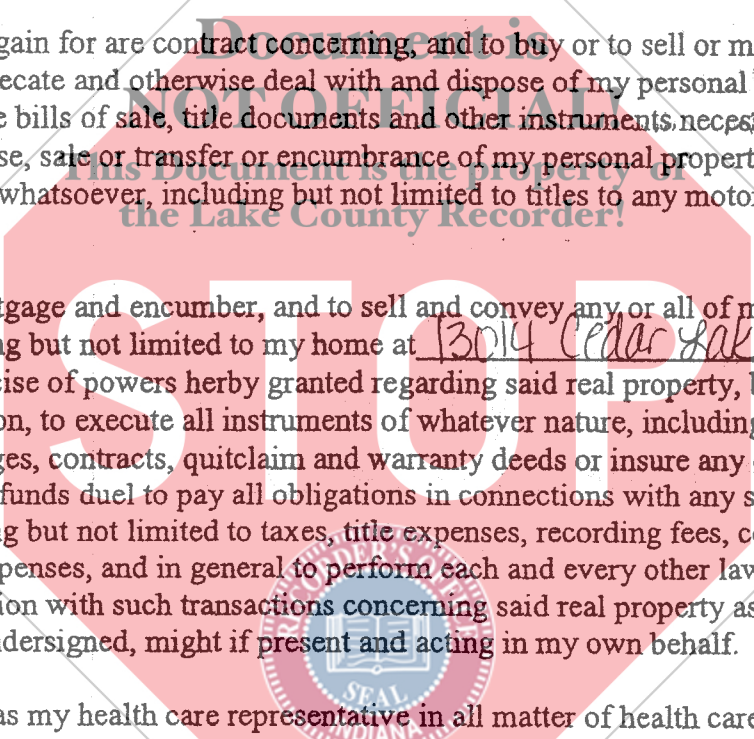 Document is
gain for are contract concerning, and to buy or to sell or m
ecate and otherwise deal with and dispose of my personal
NOT OFFICIAL!
e bills of sale, title documents and other instruments neces
se, sale or transfer or encumbrance of my personal propert
This Document is the property of
whatsoever, including but not limited to titles to any moto
the Lake County Recorder!
STOP
tgage and encumber, and to sell and convey any or all of m
ng but not limited to my home at 13014 Cedar Lak
cise of powers herby granted regarding said real property,
on, to execute all instruments of whatever nature, including
ges, contracts, quitclaim and warranty deeds or insure any
funds duel to pay all obligations in connections with any s
ng but not limited to taxes, title expenses, recording fees, c
penses, and in general to perform each and every other law
ion with such transactions concerning said real property as
ndersigned, might if present and acting in my own behalf.
RECORDER'S
SEAL
INDIANA
as my health care representative in all matter of health care